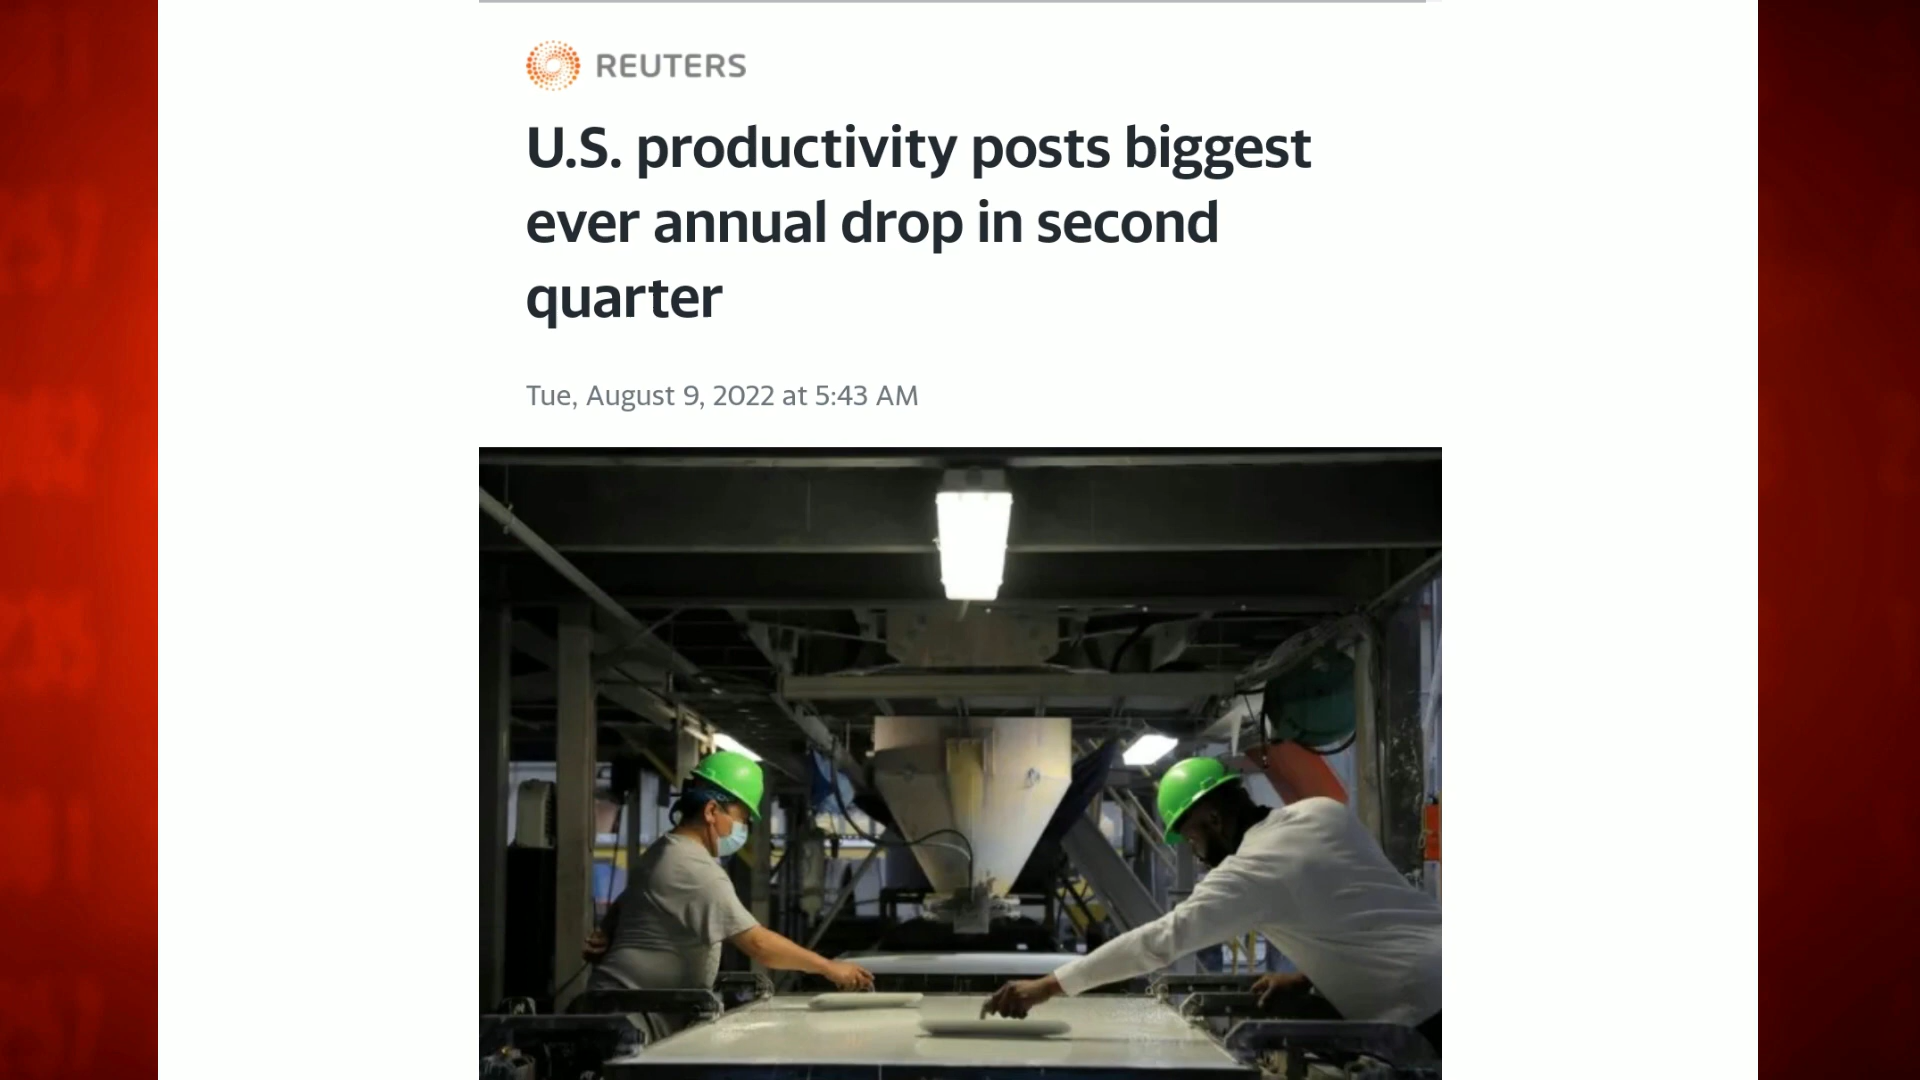 REUTERS
U.S. productivity posts biggest
ever annual drop in second
quarter
Tue, August 9, 2022 at 5:43 AM